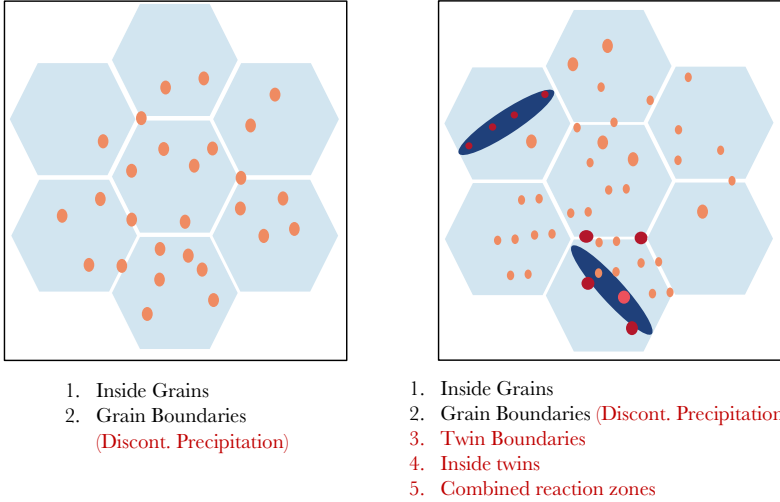 1. Inside Grains
2. Grain Boundaries
(Discont. Precipitation)
1. Inside Grains
2. Grain Boundaries (Discont. Precipitation
3. Twin Boundaries
4. Inside twins
5. Combined reaction zones